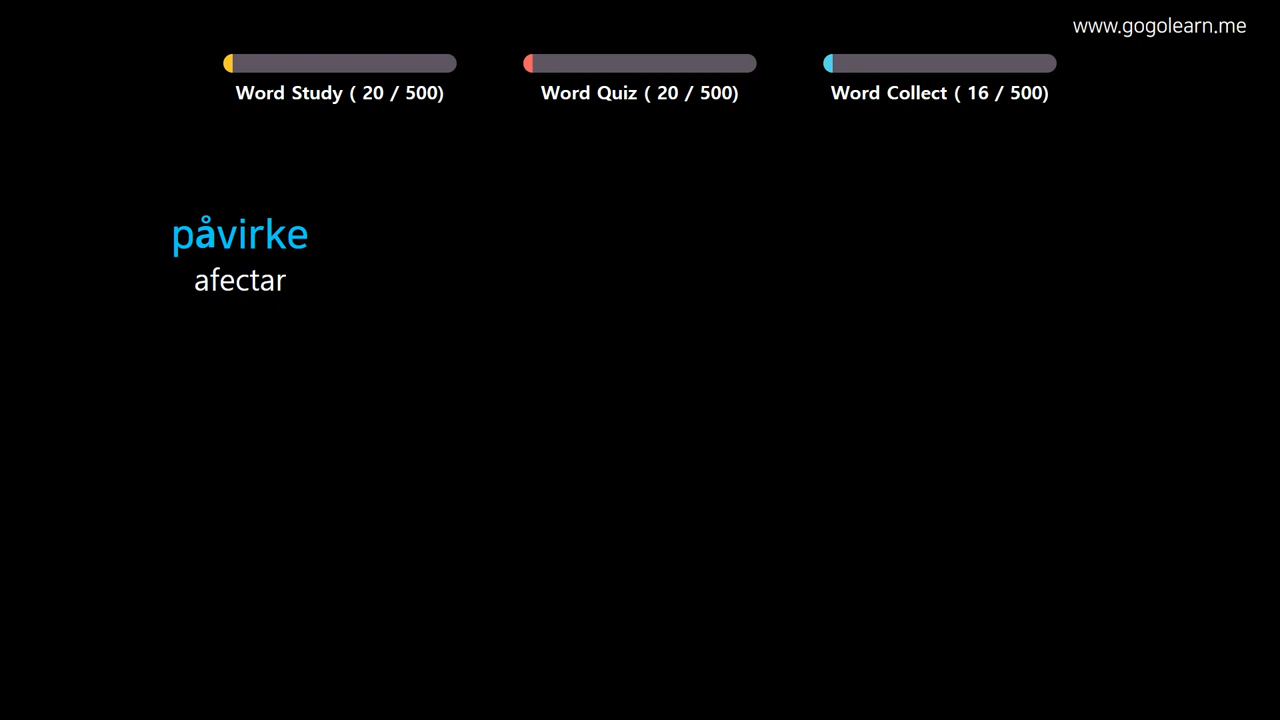 www.gogolearn.me
Word Study ( 20 / 500)
Word Quiz ( 20 / 500)
Word Collect ( 16 / 500)
påvirke
afectar